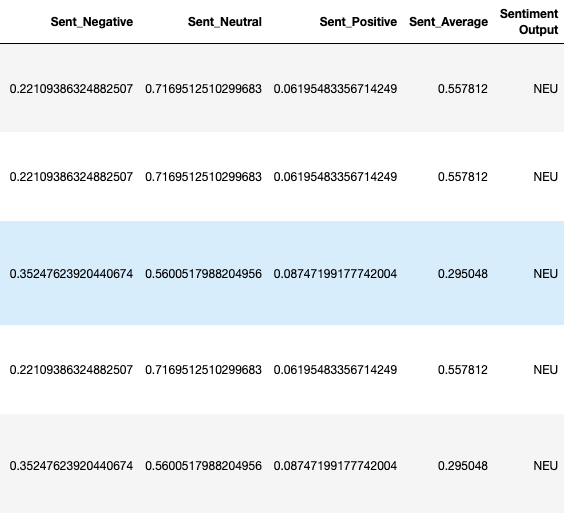 Sent_Negative Sent_Neutral Sent_Positive Sent_Average Sentiment Output
0.22109386324882507 0.7169512510299683 0.06195483356714249 0.557812 NEU
0.22109386324882507 0.7169512510299683 0.06195483356714249 0.557812 NEU
0.35247623920440674 0.5600517988204956 0.08747199177742004 0.295048 NEU
0.22109386324882507 0.7169512510299683 0.06195483356714249 0.557812 NEU
0.35247623920440674 0.5600517988204956 0.08747199177742004 0.295048 NEU